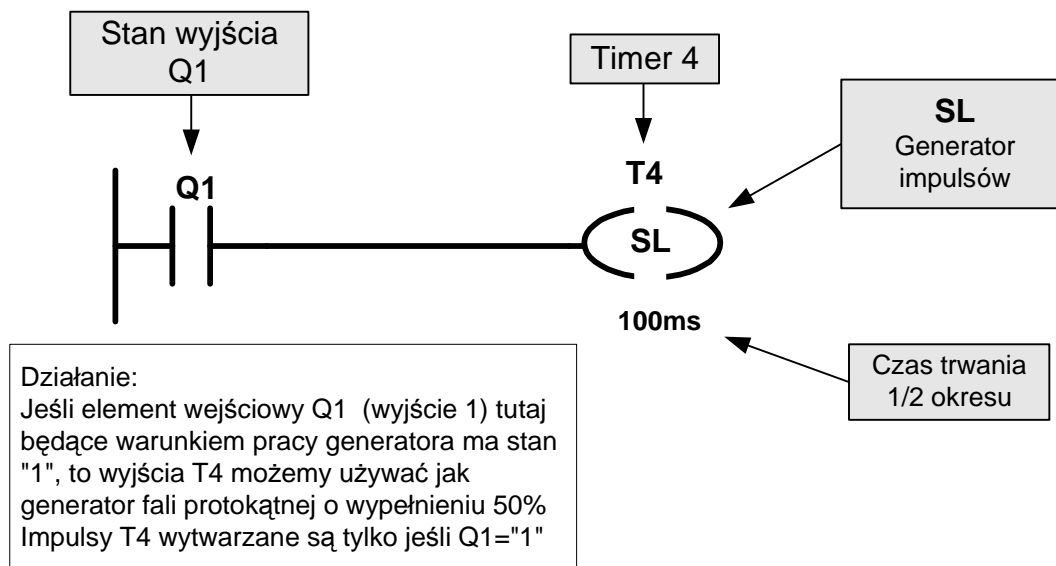 Stan wyjścia
Q1
Timer 4
SL
Generator
impulsów
Q1
T4
SL
100ms
Czas trwania
1/2 okresu
Działanie:
Jeśli element wejściowy Q1 (wyjście 1) tutaj
będące warunkiem pracy generatora ma stan
"1", to wyjścia T4 możemy używać jak
generator fali protokątnej o wypełnieniu 50%
Impulsy T4 wytwarzane są tylko jeśli Q1="1"